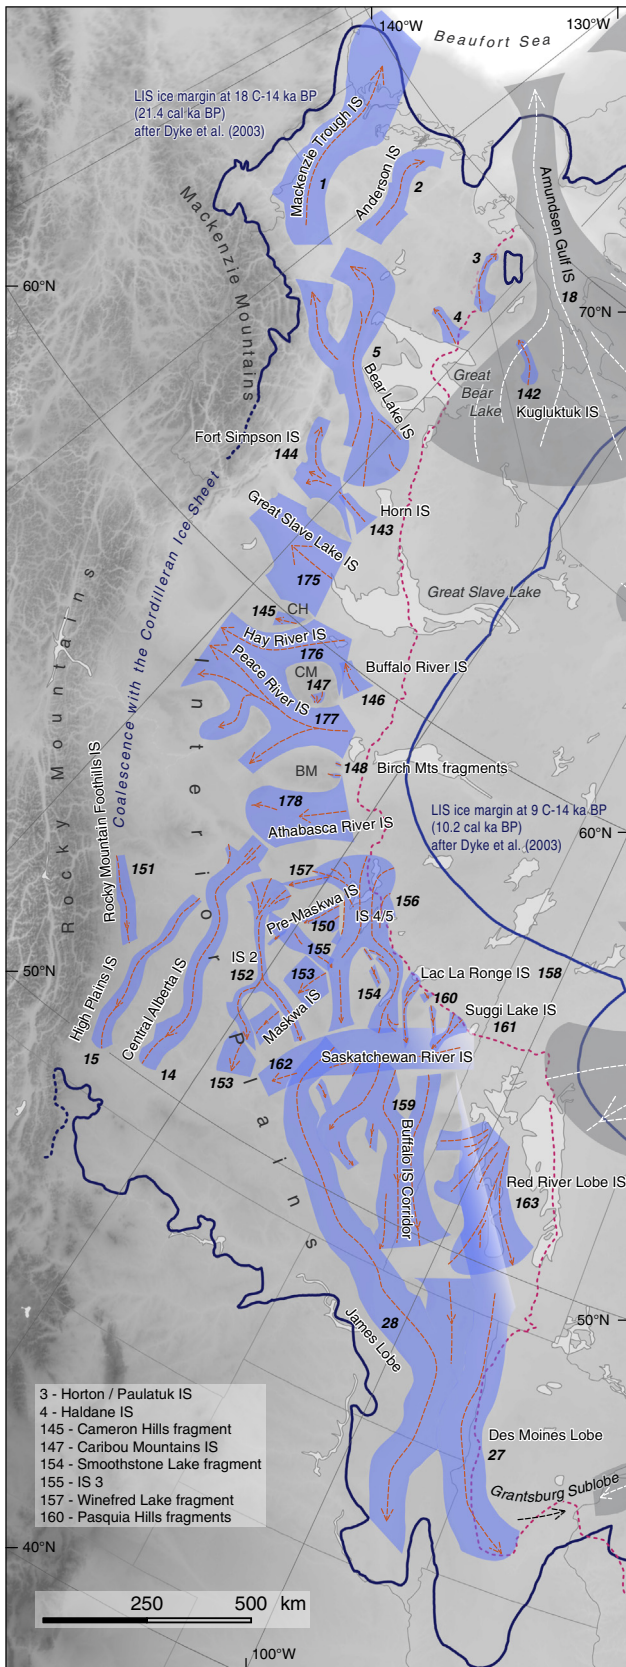 140°W
130°W
Beaufort Sea
LIS ice margin at 18 C-14 ka BP
(21.4 cal ka BP)
after Dyke et al. (2003)
Mackenzie Trough IS
1
Anderson IS
2
Amundsen Gulf IS
18
Mackenzie Mountains
3
60°N
70°N
4
5
Bear Lake IS
Great
Bear
Lake
142
Kugluktuk IS
Fort Simpson IS
144
Coalescence with the Cordilleran Ice Sheet
Horn IS
143
Great Slave Lake IS
175
Great Slave Lake
145
CH
Hay River IS
176
Rocky Mountains
Interior Plains
CM
147
Buffalo River IS
146
Peace River IS
177
BM
148
Birch Mts fragments
178
Athabasca River IS
LIS ice margin at 9 C-14 ka BP
(10.2 cal ka BP)
after Dyke et al. (2003)
60°N
Rocky Mountain Foothills IS
151
157
Pre-Maskwa IS
150
156
IS 4/5
155
IS 2
152
153
154
Lac La Ronge IS
158
160
Suggi Lake IS
161
50°N
High Plains IS
15
Central Alberta IS
14
Maskwa IS
153
162
Saskatchewan River IS
159
Buffalo IS Corridor
Red River Lobe IS
163
50°N
28
James Lobe
Des Moines Lobe
27
Grantsburg Sublobe
3 - Horton / Paulatuk IS
4 - Haldane IS
145 - Cameron Hills fragment
147 - Caribou Mountains IS
154 - Smoothstone Lake fragment
155 - IS 3
157 - Winefred Lake fragment
160 - Pasquia Hills fragments
40°N
250
500
km
100°W